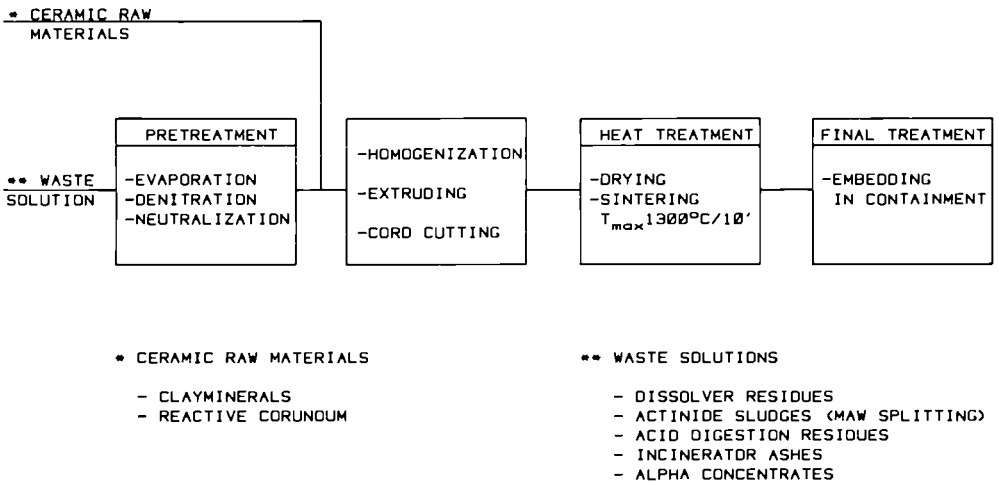 * CERAMIC RAW
MATERIALS
PRETREATMENT
-HOMOGENIZATION
-EXTRUDING
-CORD CUTTING
HEAT TREATMENT
FINAL TREATMENT
** WASTE
SOLUTION
-EVAPORATION
-DENITRATION
-NEUTRALIZATION
-DRYING
-SINTERING
Tmax1300°C/10'
-EMBEDDING
IN CONTAINMENT
* CERAMIC RAW MATERIALS
- CLAYMINERALS
- REACTIVE CORUNDUM
** WASTE SOLUTIONS
- DISSOLVER RESIDUES
- ACTINIDE SLUDGES (MAW SPLITTING)
- ACID DIGESTION RESIDUES
- INCINERATOR ASHES
- ALPHA CONCENTRATES